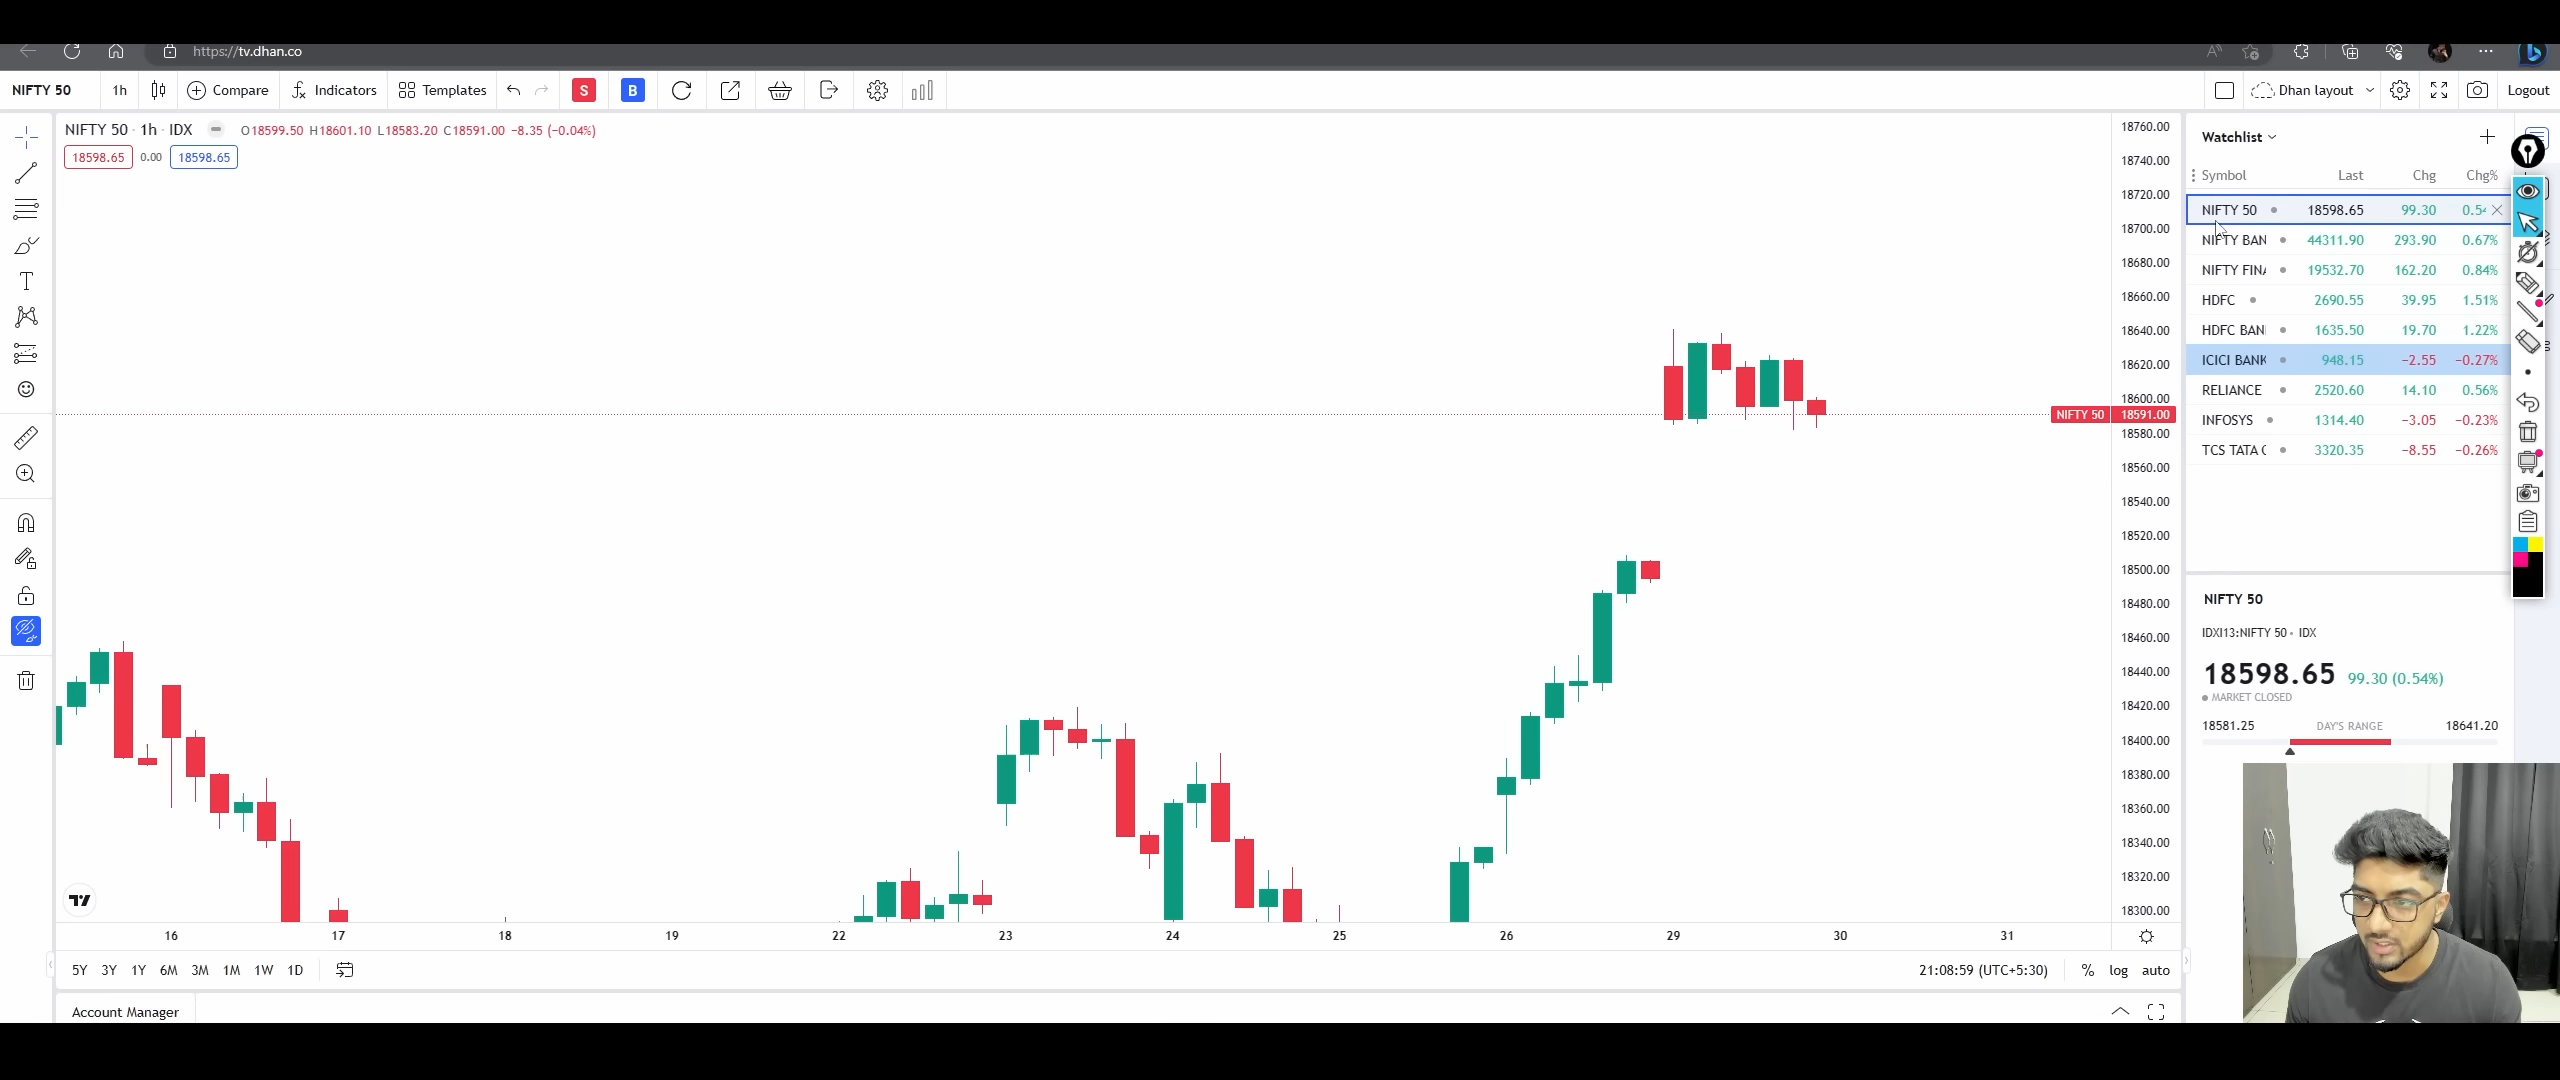 https://tv.dhan.co
NIFTY 50 1h Compare Indicators Templates S B Dhan layout Logout
NIFTY 50 · 1h · IDX O18599.50 H18601.10 L18583.20 C18591.00 −8.35 (−0.04%)
18598.65 0.00 18598.65
18760.00
18740.00
18720.00
18700.00
18680.00
18660.00
18640.00
18620.00
18600.00
NIFTY 50 18591.00
18580.00
18560.00
18540.00
18520.00
18500.00
18480.00
18460.00
18440.00
18420.00
18400.00
18380.00
18360.00
18340.00
18320.00
18300.00
16 17 18 19 22 23 24 25 26 29 30 31
5Y 3Y 1Y 6M 3M 1M 1W 1D 21:08:59 (UTC+5:30) % log auto
Account Manager
Watchlist
Symbol Last Chg Chg%
NIFTY 50 18598.65 99.30 0.54
NIFTY BAN 44311.90 293.90 0.67%
NIFTY FINA 19532.70 162.20 0.84%
HDFC 2690.55 39.95 1.51%
HDFC BAN 1635.50 19.70 1.22%
ICICI BANK 948.15 −2.55 −0.27%
RELIANCE 2520.60 14.10 0.56%
INFOSYS 1314.40 −3.05 −0.23%
TCS TATA C 3320.35 −8.55 −0.26%
NIFTY 50
IDXI13:NIFTY 50 · IDX
18598.65 99.30 (0.54%)
MARKET CLOSED
18581.25 DAY'S RANGE 18641.20